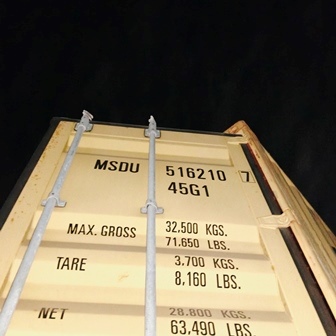 MSDU 516210 7
45G1
MAX. GROSS 32,500 KGS.
71,650 LBS.
TARE 3,700 KGS.
8,160 LBS.
NET 28,800 KGS.
63,490 LBS.